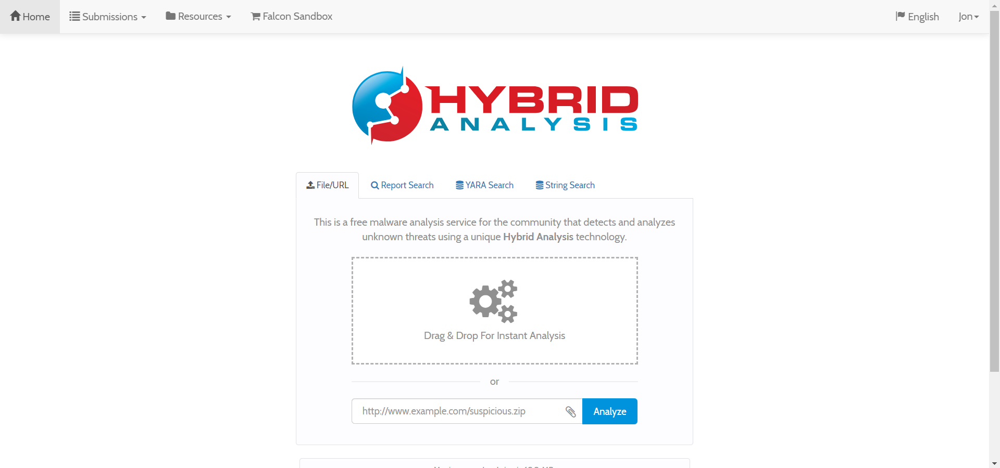 Home Submissions Resources Falcon Sandbox English Jon
HYBRID
ANALYSIS
File/URL Report Search YARA Search String Search
This is a free malware analysis service for the community that detects and analyzes
unknown threats using a unique Hybrid Analysis technology.
Drag & Drop For Instant Analysis
or
http://www.example.com/suspicious.zip Analyze